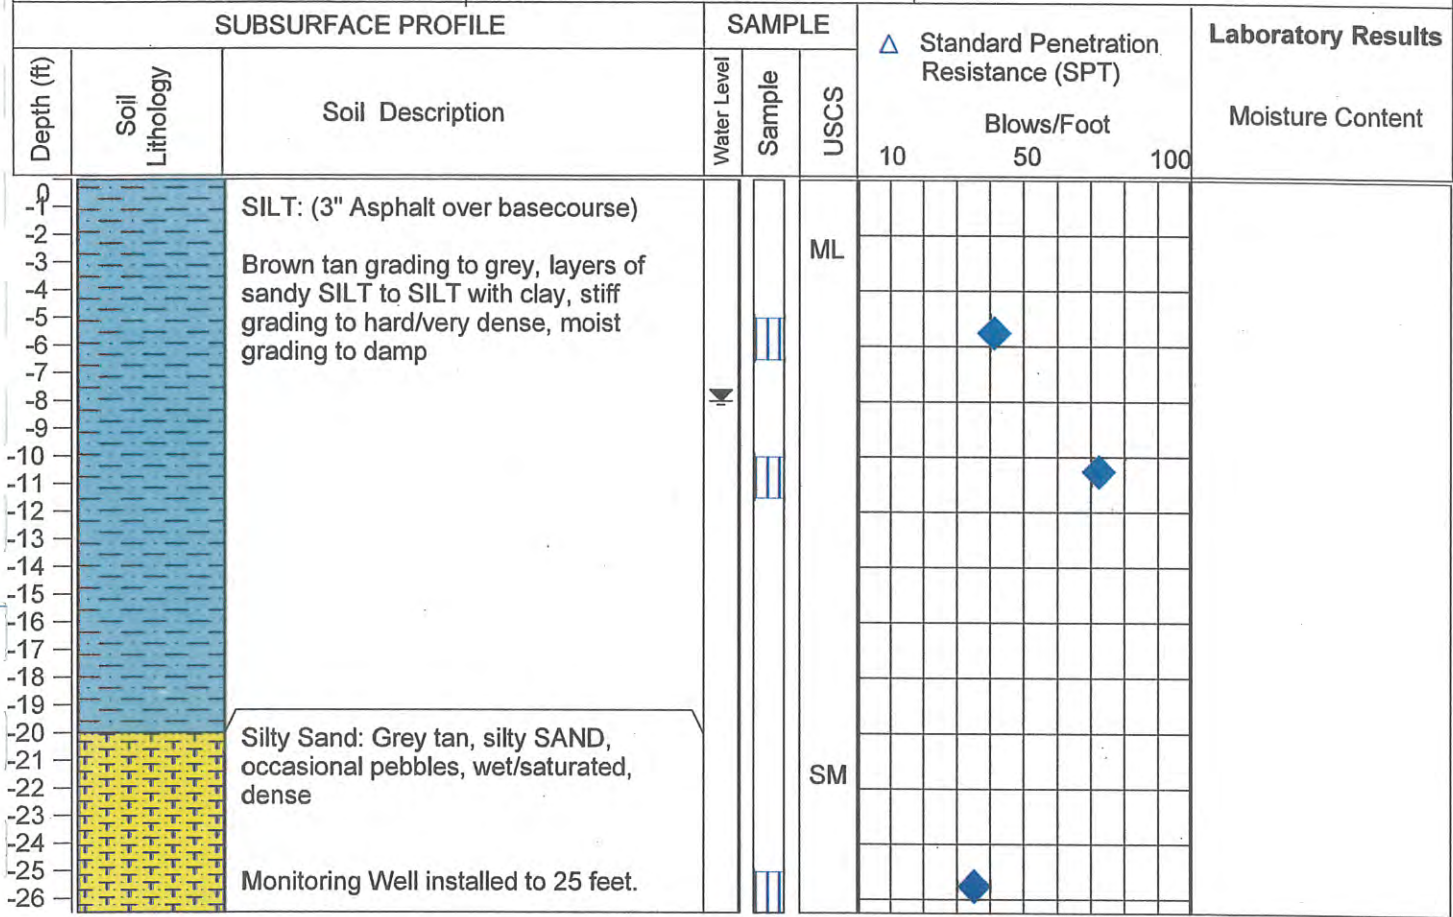 SUBSURFACE PROFILE
SAMPLE
Depth (ft)
Soil
Lithology
Soil Description
Water Level
Sample
USCS
Standard Penetration
Resistance (SPT)
Blows/Foot
10 50 100
Laboratory Results
Moisture Content
0
-1
-2
-3
-4
-5
-6
-7
-8
-9
-10
-11
-12
-13
-14
-15
-16
-17
-18
-19
-20
-21
-22
-23
-24
-25
-26
SILT: (3" Asphalt over basecourse)
Brown tan grading to grey, layers of
sandy SILT to SILT with clay, stiff
grading to hard/very dense, moist
grading to damp
ML
Silty Sand: Grey tan, silty SAND,
occasional pebbles, wet/saturated,
dense
SM
Monitoring Well installed to 25 feet.